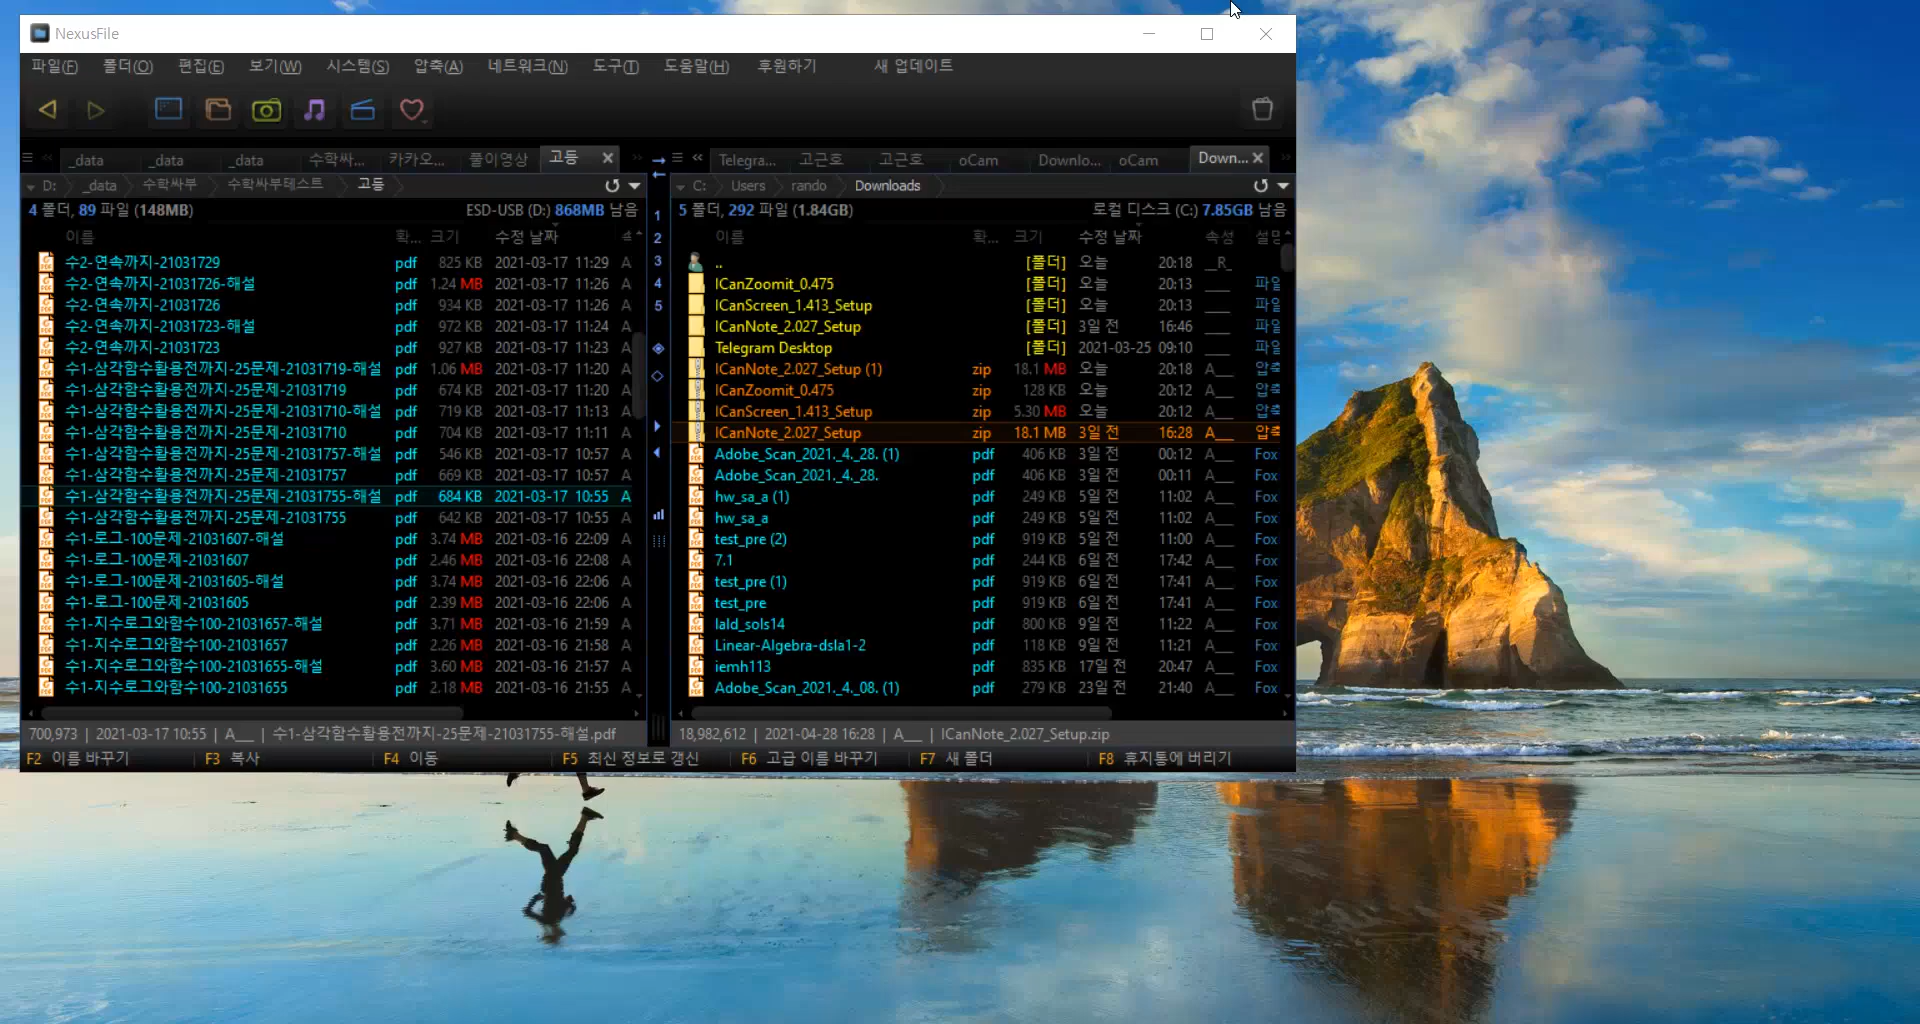 NexusFile
파일(F) 폴더(O) 편집(E) 보기(W) 시스템(S) 압축(A) 네트워크(N) 도구(T) 도움말(H) 후원하기 새 업데이트
_data _data _data 수학싸... 카카오... 풀이영상 고등
Telegra... 고근호 고근호 oCam Downlo... oCam Down...
D: _data 수학싸부 수학싸부테스트 고등
C: Users rando Downloads
4 폴더, 89 파일 (148MB) ESD-USB (D:) 868MB 남음
5 폴더, 292 파일 (1.84GB) 로컬 디스크 (C:) 7.85GB 남음
이름 확... 크기 수정 날짜
수2-연속까지-21031729 pdf 825 KB 2021-03-17 11:29 A
수2-연속까지-21031726-해설 pdf 1.24 MB 2021-03-17 11:26 A
수2-연속까지-21031726 pdf 934 KB 2021-03-17 11:26 A
수2-연속까지-21031723-해설 pdf 972 KB 2021-03-17 11:24 A
수2-연속까지-21031723 pdf 927 KB 2021-03-17 11:23 A
수1-삼각함수활용전까지-25문제-21031719-해설 pdf 1.06 MB 2021-03-17 11:20 A
수1-삼각함수활용전까지-25문제-21031719 pdf 674 KB 2021-03-17 11:20 A
수1-삼각함수활용전까지-25문제-21031710-해설 pdf 719 KB 2021-03-17 11:13 A
수1-삼각함수활용전까지-25문제-21031710 pdf 704 KB 2021-03-17 11:11 A
수1-삼각함수활용전까지-25문제-21031757-해설 pdf 546 KB 2021-03-17 10:57 A
수1-삼각함수활용전까지-25문제-21031757 pdf 669 KB 2021-03-17 10:57 A
수1-삼각함수활용전까지-25문제-21031755-해설 pdf 684 KB 2021-03-17 10:55 A
수1-삼각함수활용전까지-25문제-21031755 pdf 642 KB 2021-03-17 10:55 A
수1-로그-100문제-21031607-해설 pdf 3.74 MB 2021-03-16 22:09 A
수1-로그-100문제-21031607 pdf 2.46 MB 2021-03-16 22:08 A
수1-로그-100문제-21031605-해설 pdf 3.74 MB 2021-03-16 22:06 A
수1-로그-100문제-21031605 pdf 2.39 MB 2021-03-16 22:06 A
수1-지수로그와함수100-21031657-해설 pdf 3.71 MB 2021-03-16 21:59 A
수1-지수로그와함수100-21031657 pdf 2.26 MB 2021-03-16 21:58 A
수1-지수로그와함수100-21031655-해설 pdf 3.60 MB 2021-03-16 21:57 A
수1-지수로그와함수100-21031655 pdf 2.18 MB 2021-03-16 21:55 A
1
2
3
4
5
이름 확... 크기 수정 날짜 속성 설명
.. [폴더] 오늘 20:18 _R_
ICanZoomit_0.475 [폴더] 오늘 20:13 ___ 파일
ICanScreen_1.413_Setup [폴더] 오늘 20:13 ___ 파일
ICanNote_2.027_Setup [폴더] 3일 전 16:46 ___ 파일
Telegram Desktop [폴더] 2021-03-25 09:10 ___ 파일
ICanNote_2.027_Setup (1) zip 18.1 MB 오늘 20:18 A___ 압축
ICanZoomit_0.475 zip 128 KB 오늘 20:12 A___ 압축
ICanScreen_1.413_Setup zip 5.30 MB 오늘 20:12 A___ 압축
ICanNote_2.027_Setup zip 18.1 MB 3일 전 16:28 A___ 압축
Adobe_Scan_2021._4._28. (1) pdf 406 KB 3일 전 00:12 A___ Fox
Adobe_Scan_2021._4._28. pdf 406 KB 3일 전 00:11 A___ Fox
hw_sa_a (1) pdf 249 KB 5일 전 11:02 A___ Fox
hw_sa_a pdf 249 KB 5일 전 11:02 A___ Fox
test_pre (2) pdf 919 KB 5일 전 11:00 A___ Fox
7.1 pdf 244 KB 6일 전 17:42 A___ Fox
test_pre (1) pdf 919 KB 6일 전 17:41 A___ Fox
test_pre pdf 919 KB 6일 전 17:41 A___ Fox
lald_sols14 pdf 800 KB 9일 전 11:22 A___ Fox
Linear-Algebra-dsla1-2 pdf 118 KB 9일 전 11:21 A___ Fox
iemh113 pdf 835 KB 17일 전 20:47 A___ Fox
Adobe_Scan_2021._4._08. (1) pdf 279 KB 23일 전 21:40 A___ Fox
700,973 | 2021-03-17 10:55 | A___ | 수1-삼각함수활용전까지-25문제-21031755-해설.pdf
18,982,612 | 2021-04-28 16:28 | A___ | ICanNote_2.027_Setup.zip
F2 이름 바꾸기 F3 복사 F4 이동 F5 최신 정보로 갱신 F6 고급 이름 바꾸기 F7 새 폴더 F8 휴지통에 버리기